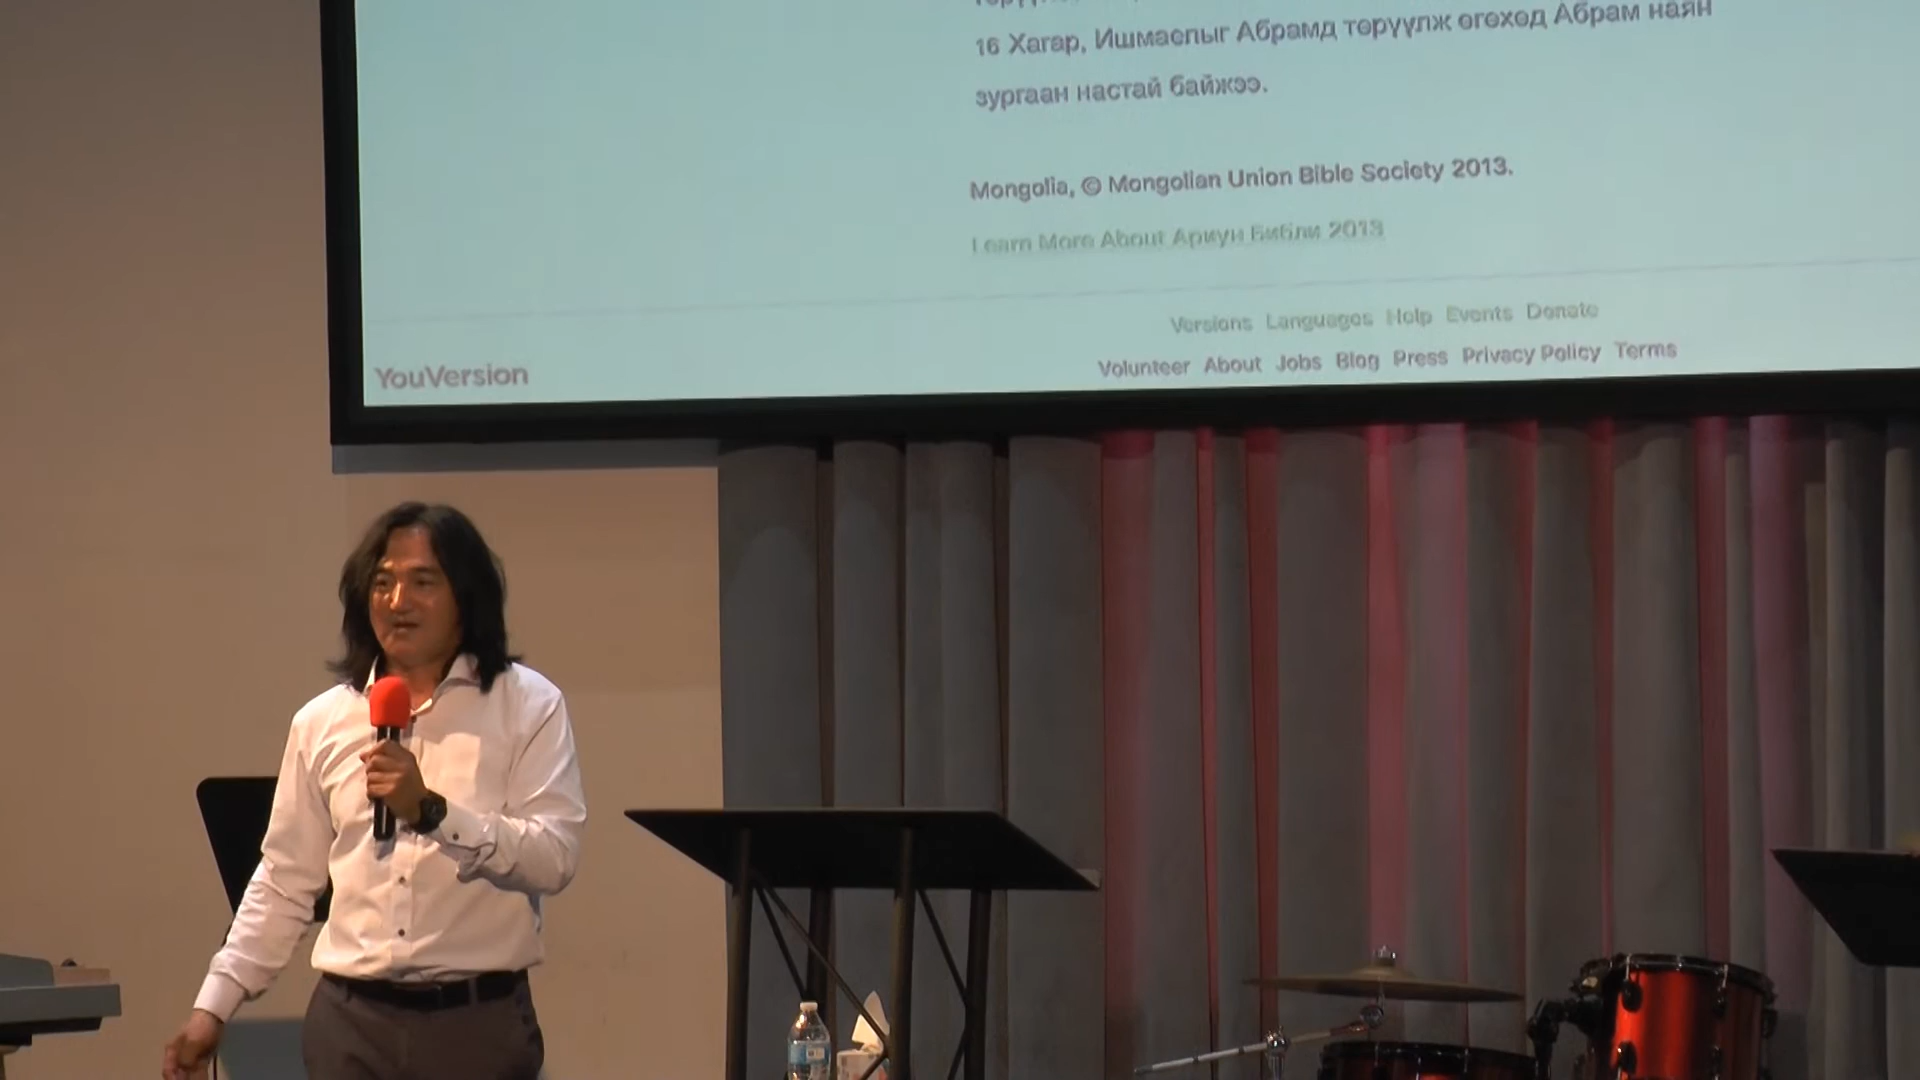 16 Хагар, Ишмаелыг Абрамд төрүүлж өгөхөд Абрам наян
зургаан настай байжээ.
Mongolia, © Mongolian Union Bible Society 2013.
Learn More About Ариун Библи 2013
Versions Languages Help Events Donate
YouVersion
Volunteer About Jobs Blog Press Privacy Policy Terms